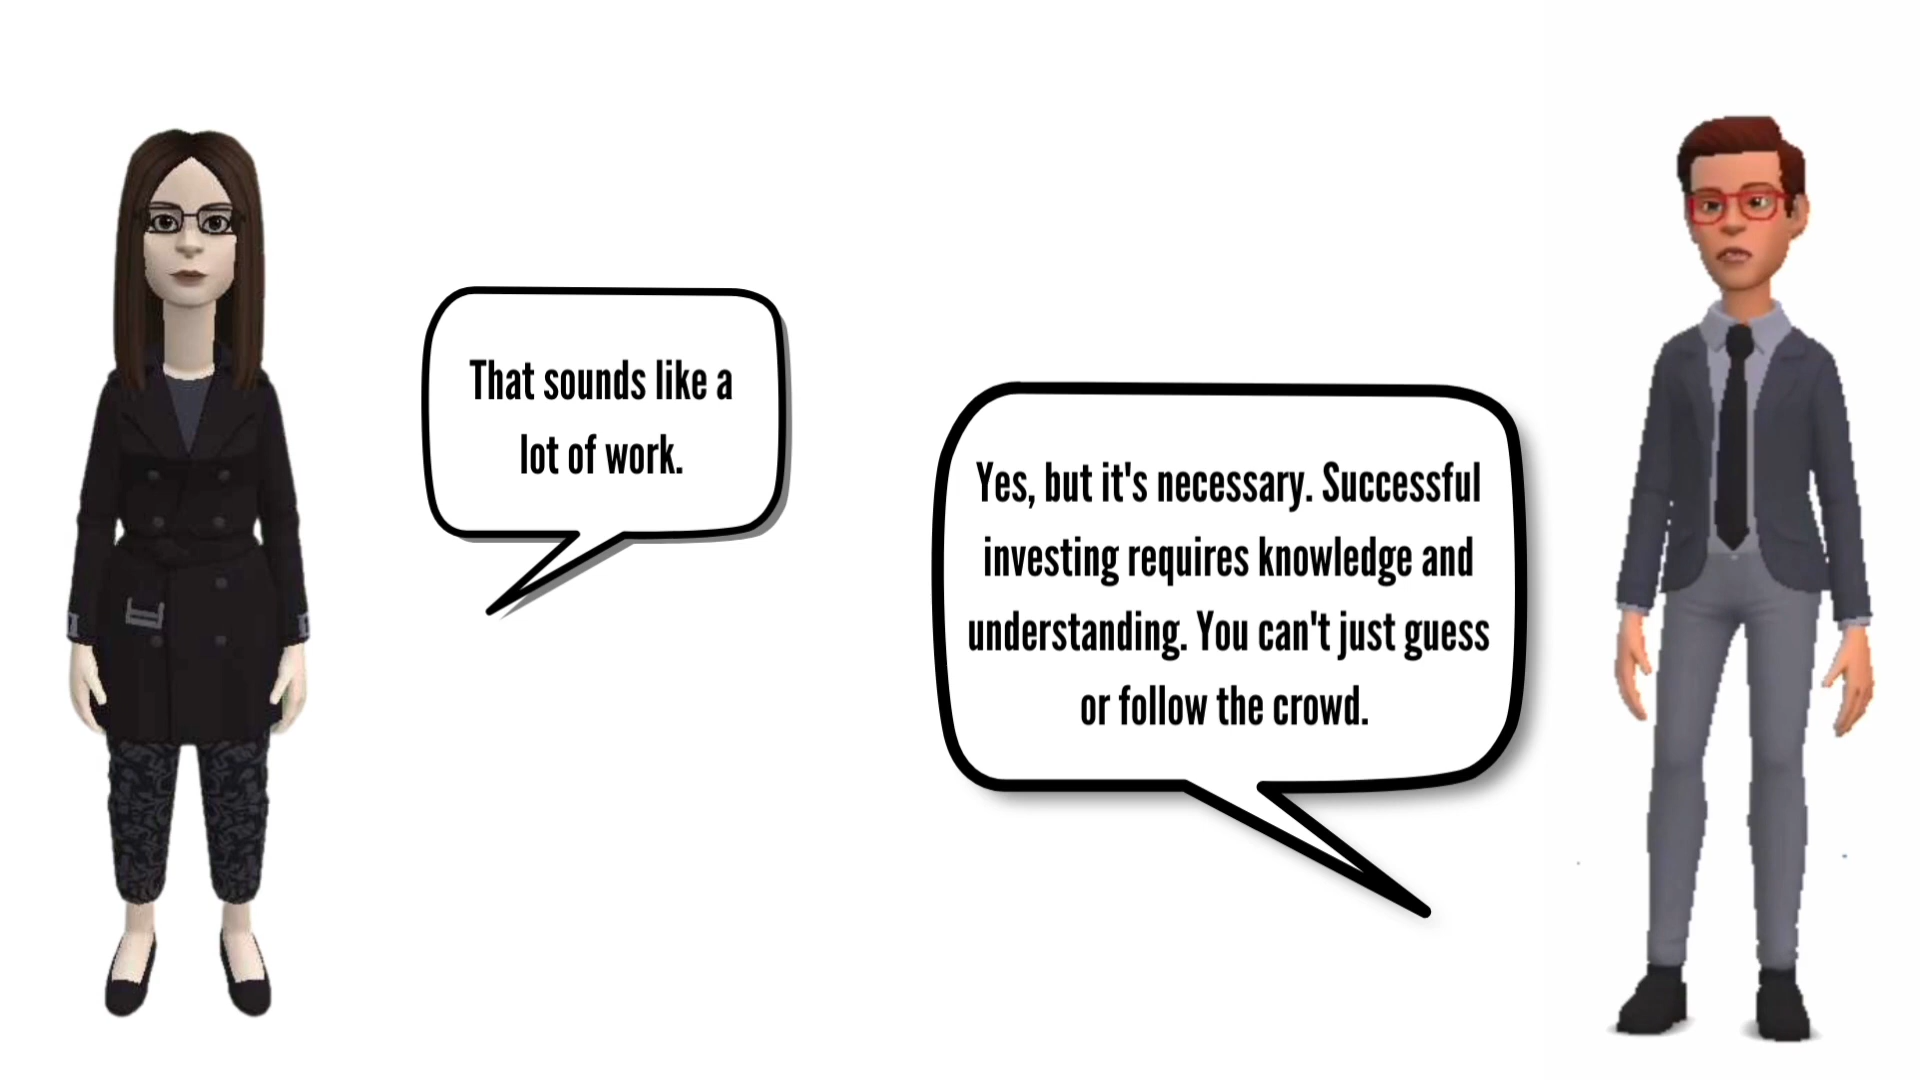 That sounds like a
lot of work.
Yes, but it's necessary. Successful
investing requires knowledge and
understanding. You can't just guess
or follow the crowd.